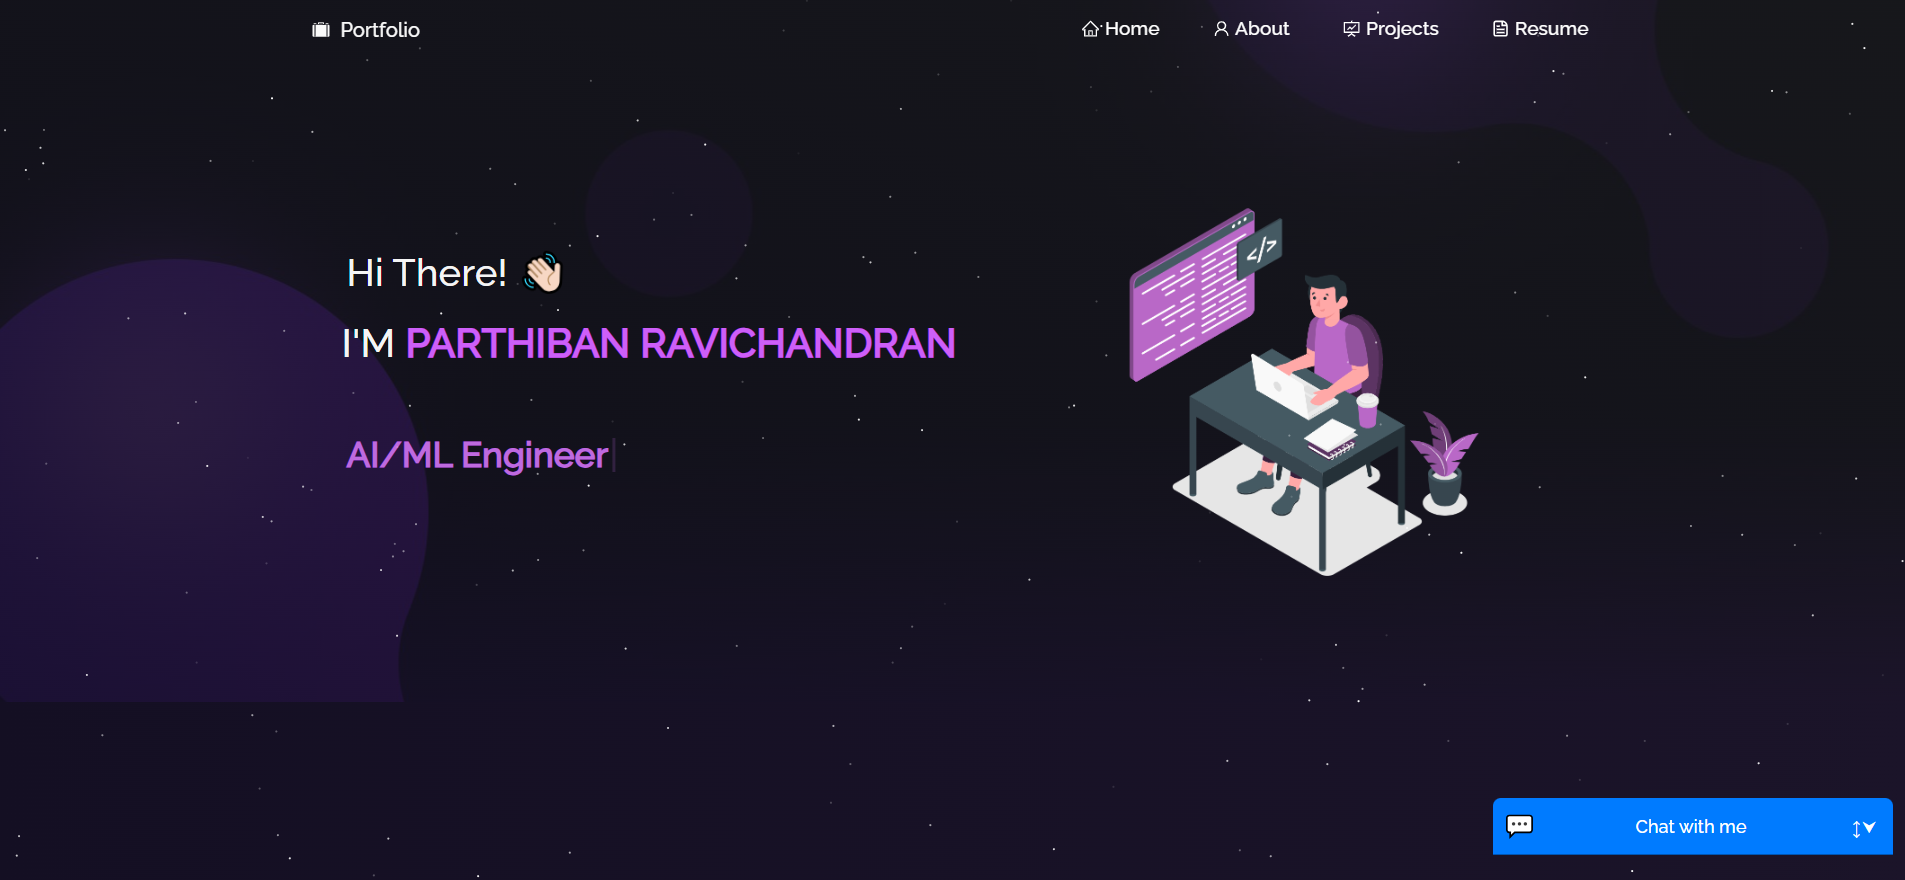 Portfolio
Home About Projects Resume
Hi There! 👋🏻
I'M PARTHIBAN RAVICHANDRAN
AI/ML Engineer
</>
Chat with me